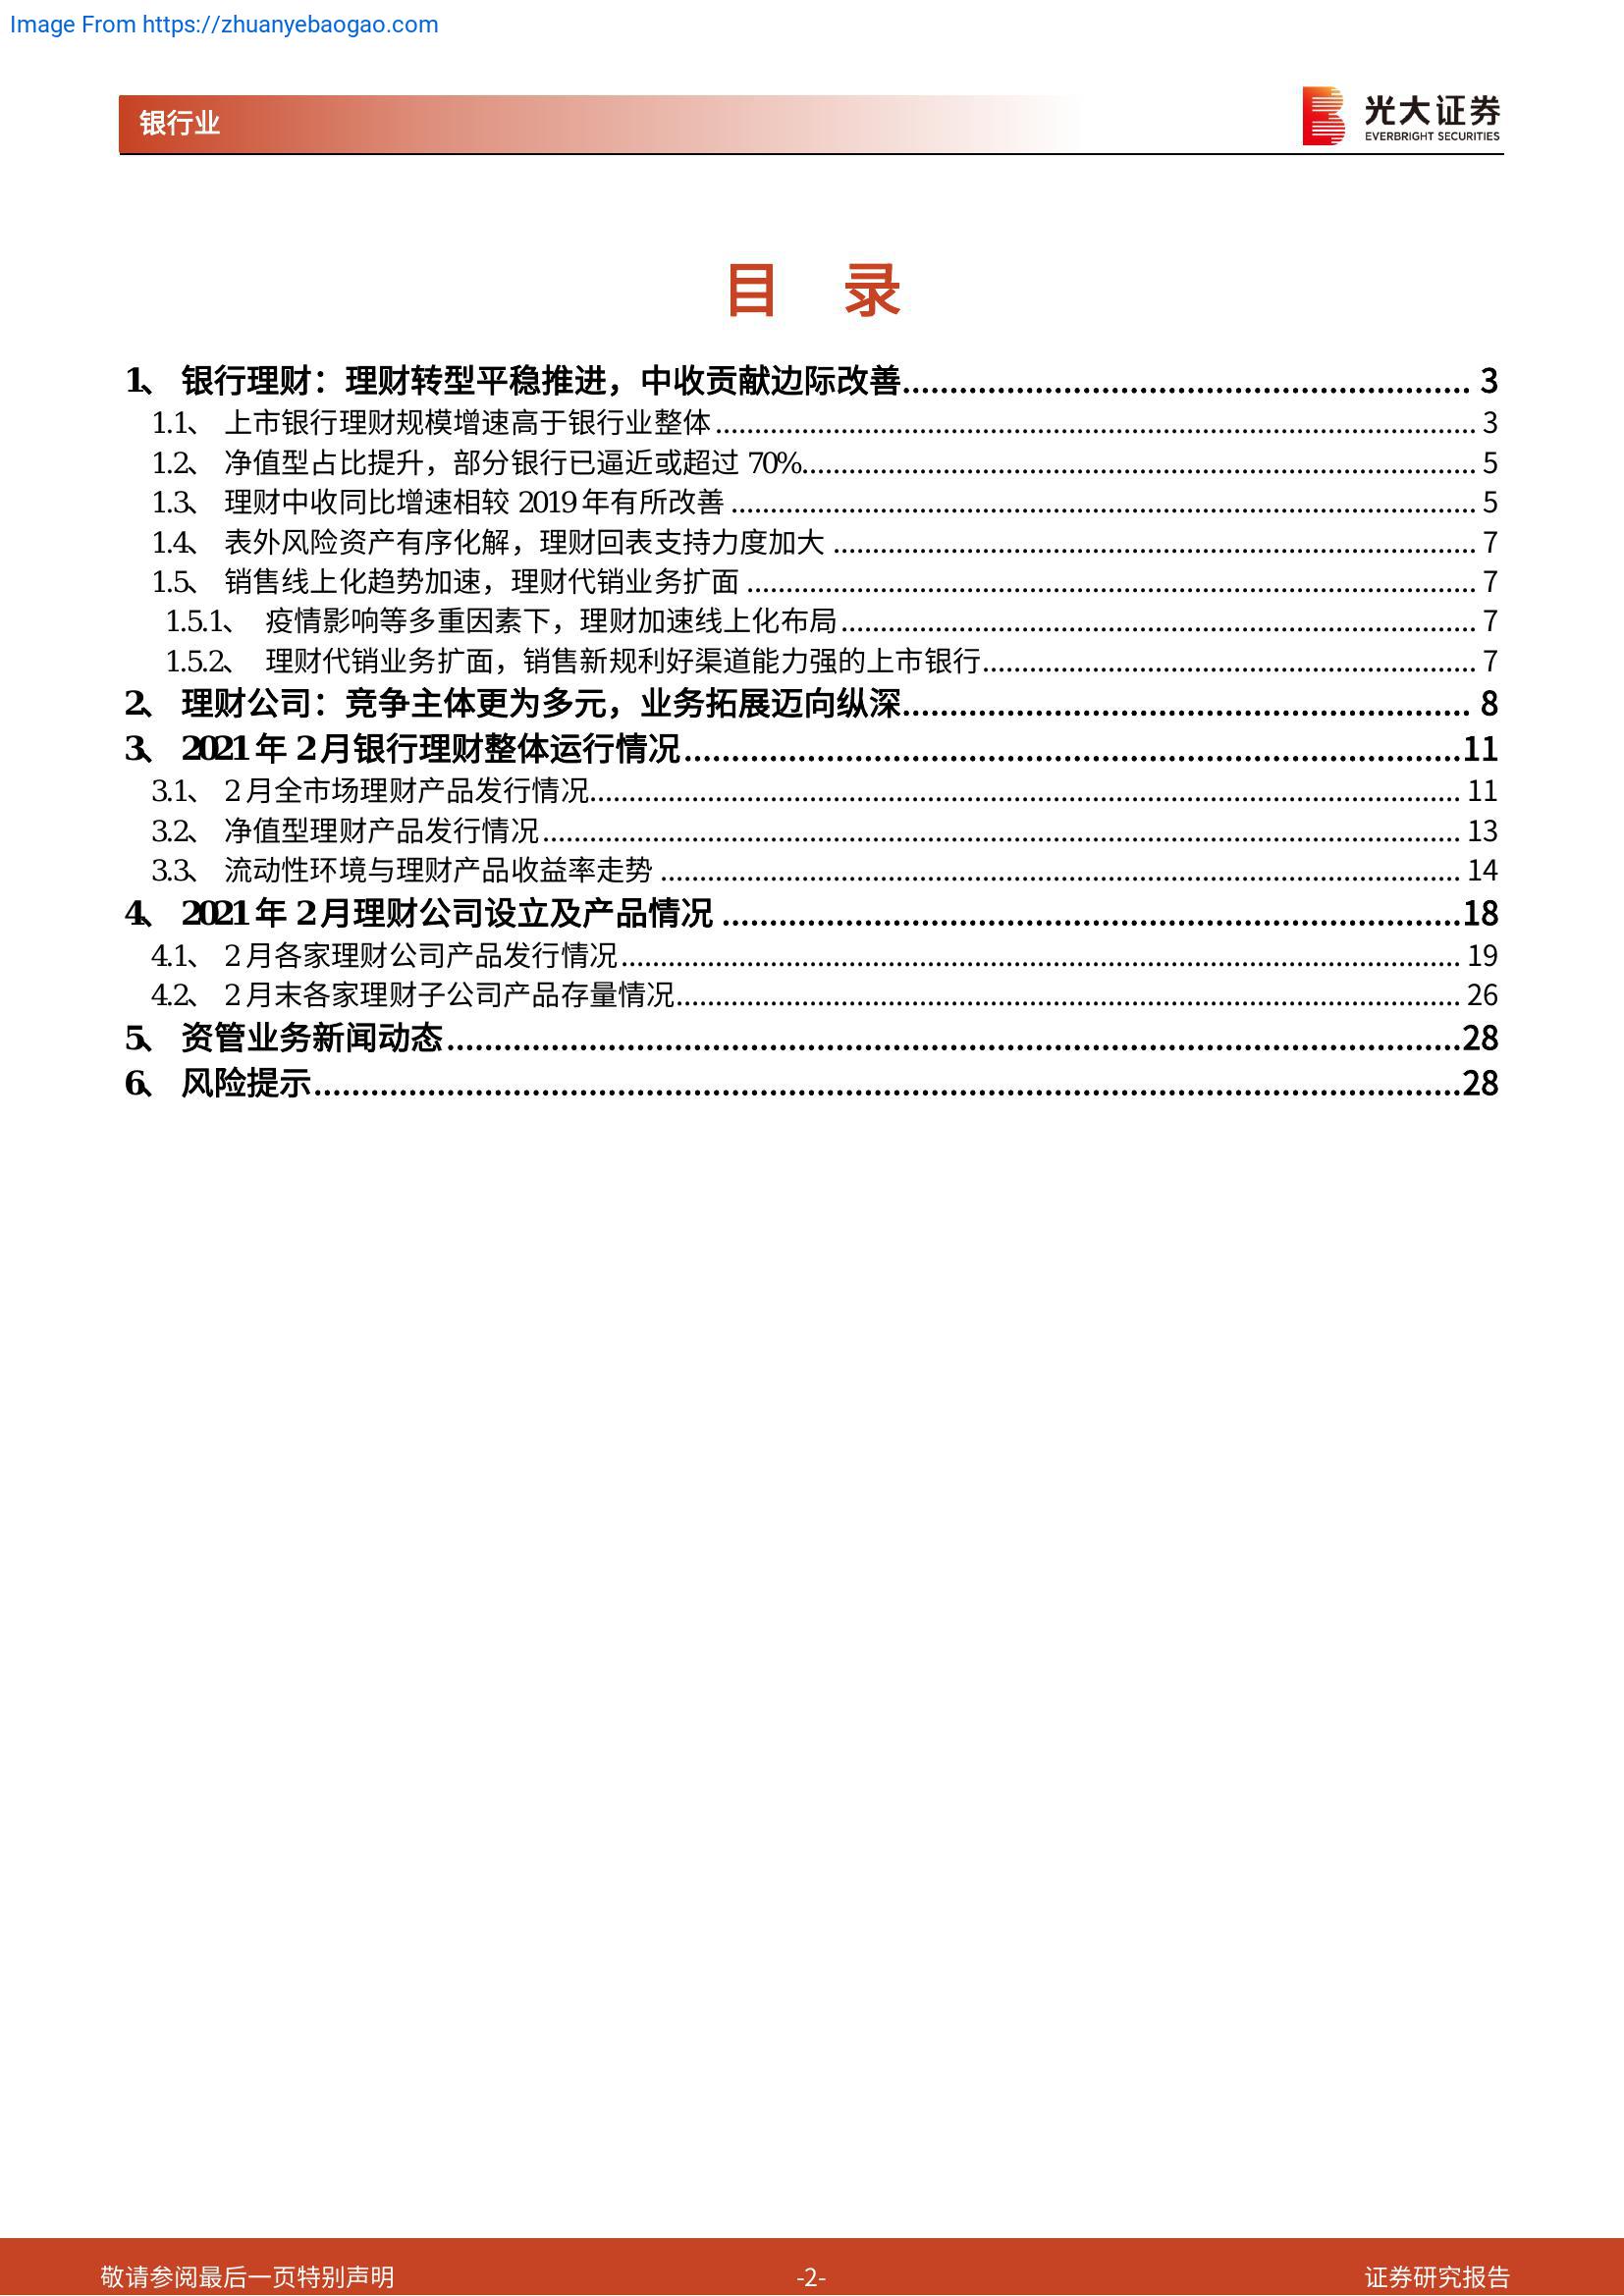 Image From https://zhuanyebaogao.com
银行业
光大证券
EVERBRIGHT SECURITIES
目 录
1、 银行理财：理财转型平稳推进，中收贡献边际改善 3
1.1、 上市银行理财规模增速高于银行业整体 3
1.2、 净值型占比提升，部分银行已逼近或超过 70% 5
1.3、 理财中收同比增速相较 2019 年有所改善 5
1.4、 表外风险资产有序化解，理财回表支持力度加大 7
1.5、 销售线上化趋势加速，理财代销业务扩面 7
1.5.1、 疫情影响等多重因素下，理财加速线上化布局 7
1.5.2、 理财代销业务扩面，销售新规利好渠道能力强的上市银行 7
2、 理财公司：竞争主体更为多元，业务拓展迈向纵深 8
3、 2021 年 2 月银行理财整体运行情况 11
3.1、 2 月全市场理财产品发行情况 11
3.2、 净值型理财产品发行情况 13
3.3、 流动性环境与理财产品收益率走势 14
4、 2021 年 2 月理财公司设立及产品情况 18
4.1、 2 月各家理财公司产品发行情况 19
4.2、 2 月末各家理财子公司产品存量情况 26
5、 资管业务新闻动态 28
6、 风险提示 28
敬请参阅最后一页特别声明 -2- 证券研究报告